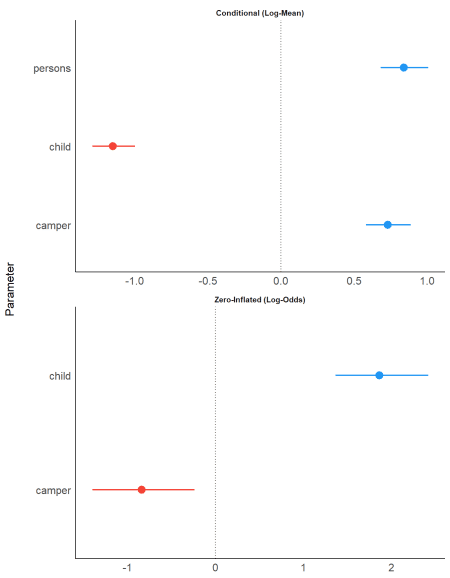 Conditional (Log-Mean)
persons
child
camper
-1.0 -0.5 0.0 0.5 1.0
Parameter
Zero-Inflated (Log-Odds)
child
camper
-1 0 1 2